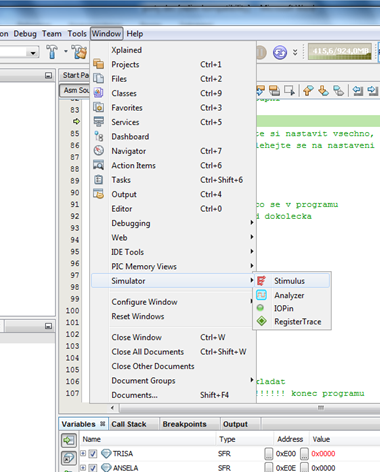 on Debug Team Tools Window Help
415,6/924,0MB
Xplained
Projects Ctrl+1
Files Ctrl+2
Classes Ctrl+9
Favorites Ctrl+3
Services Ctrl+5
Dashboard
Navigator Ctrl+7
Action Items Ctrl+6
Tasks Ctrl+Shift+6
Output Ctrl+4
Editor Ctrl+0
Debugging
Web
IDE Tools
PIC Memory Views
Simulator
Configure Window
Reset Windows
Close Window Ctrl+W
Close All Documents Ctrl+Shift+W
Close Other Documents
Document Groups
Documents... Shift+F4
Stimulus
Analyzer
IOPin
RegisterTrace
Start Pa
Asm Sou
82
83
84
85 te si nastavit vsechno,
86 lehejte se na nastaveni
87
88
89
90
91 co se v programu
92 d dokolecka
93
94
95
96
97
98
99
100
101
102
103
104
105
106 kladat
107 !!!!!! konec programu
Variables Call Stack Breakpoints Output
Name Type Address Value
TRISA SFR 0xE00 0x0000
ANSELA SFR 0xE0E 0x0000